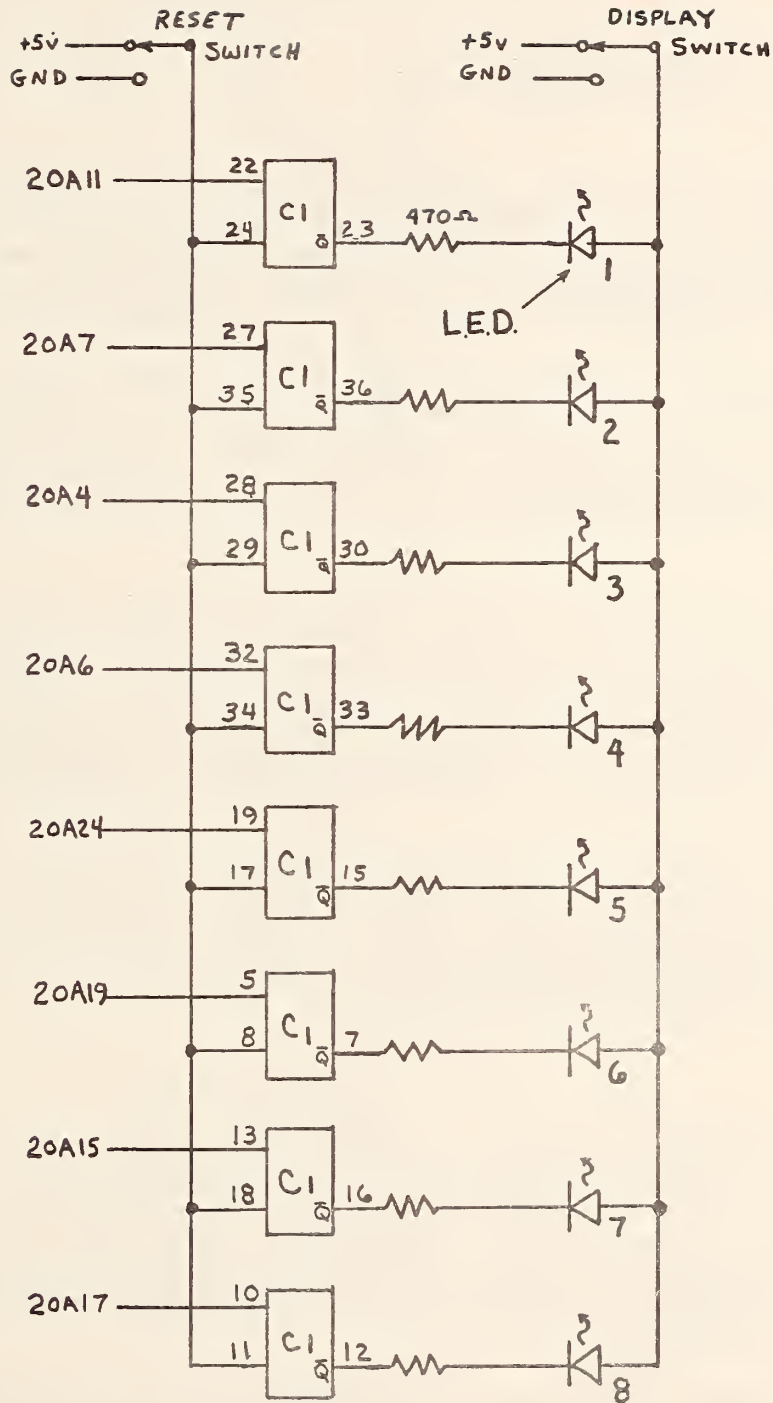 RESET DISPLAY
+5v SWITCH +5v SWITCH
GND GND
20A11 22 C1 24 Q̅ 23 470Ω 1
L.E.D.
20A7 27 C1 35 Q̅ 36 2
20A4 28 C1 29 Q̅ 30 3
20A6 32 C1 34 Q̅ 33 4
20A24 19 C1 17 Q̅ 15 5
20A19 5 C1 8 Q̅ 7 6
20A15 13 C1 18 Q̅ 16 7
20A17 10 C1 11 Q̅ 12 8